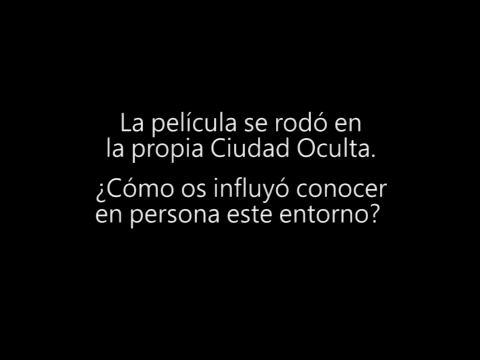 La película se rodó en
la propia Ciudad Oculta.
¿Cómo os influyó conocer
en persona este entorno?